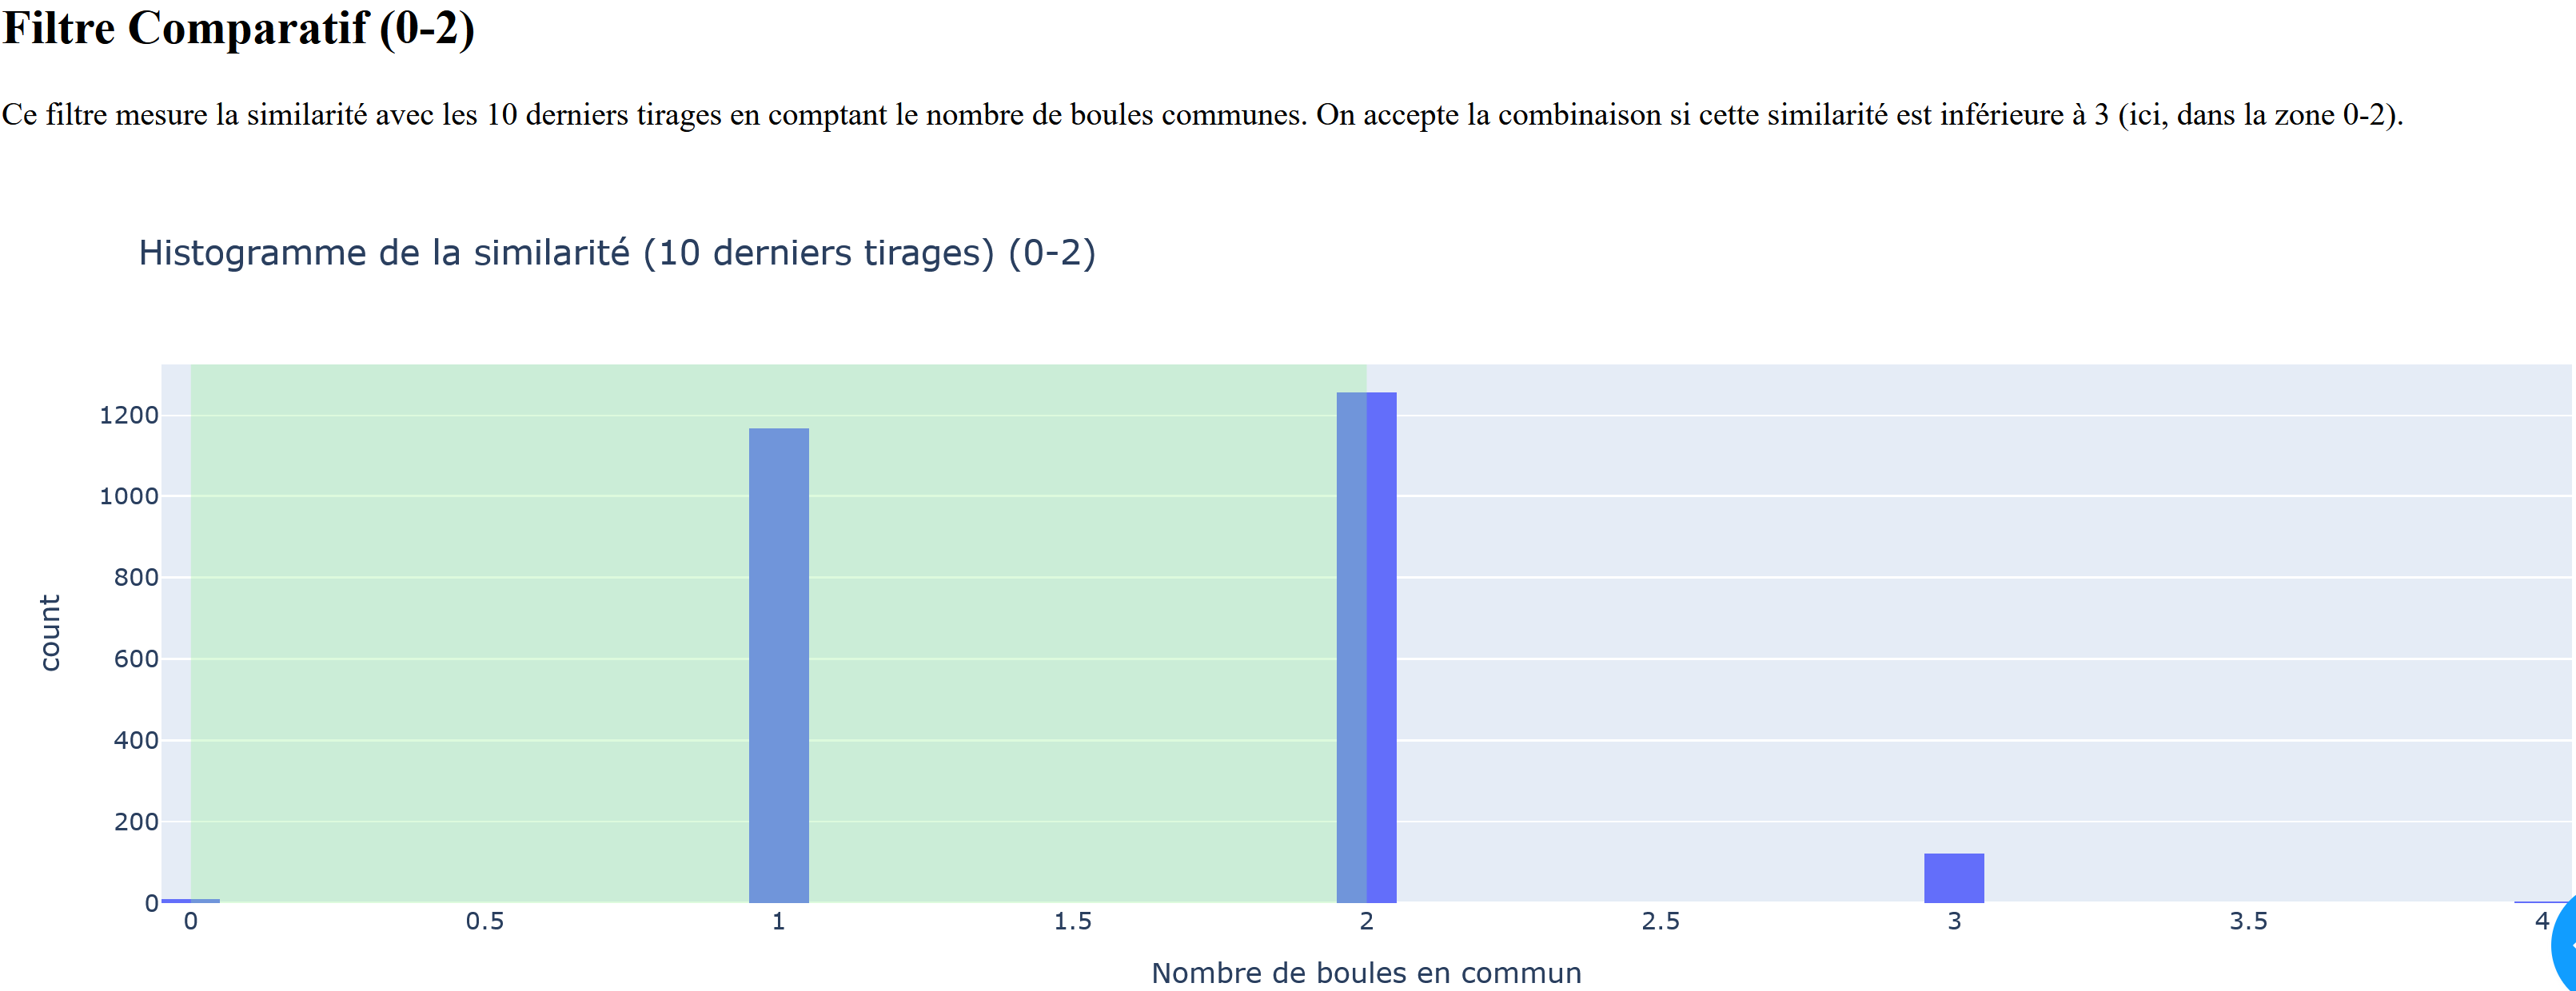 Filtre Comparatif (0-2)
Ce filtre mesure la similarité avec les 10 derniers tirages en comptant le nombre de boules communes. On accepte la combinaison si cette similarité est inférieure à 3 (ici, dans la zone 0-2).
Histogramme de la similarité (10 derniers tirages) (0-2)
1200
1000
800
600
400
200
0
count
0 0.5 1 1.5 2 2.5 3 3.5 4
Nombre de boules en commun